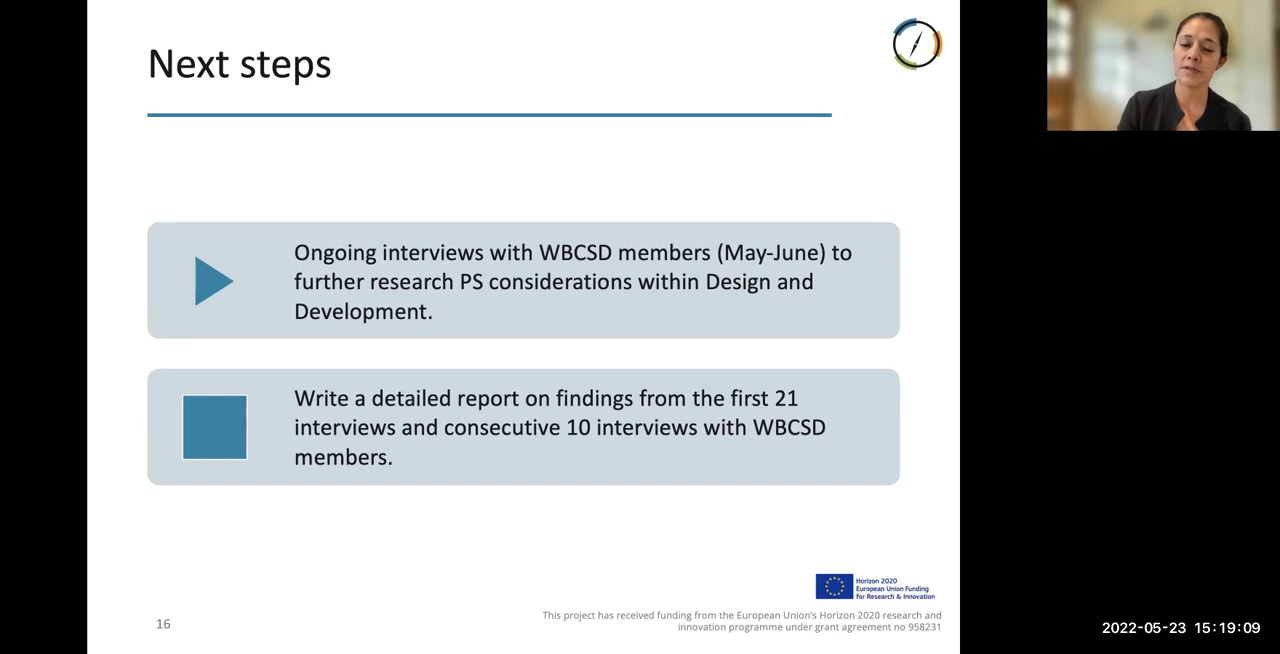 Next steps
Ongoing interviews with WBCSD members (May-June) to
further research PS considerations within Design and
Development.
Write a detailed report on findings from the first 21
interviews and consecutive 10 interviews with WBCSD
members.
Horizon 2020
European Union Funding
for Research & Innovation
This project has received funding from the European Union's Horizon 2020 research and
innovation programme under grant agreement no 958231
16
2022-05-23 15:19:09